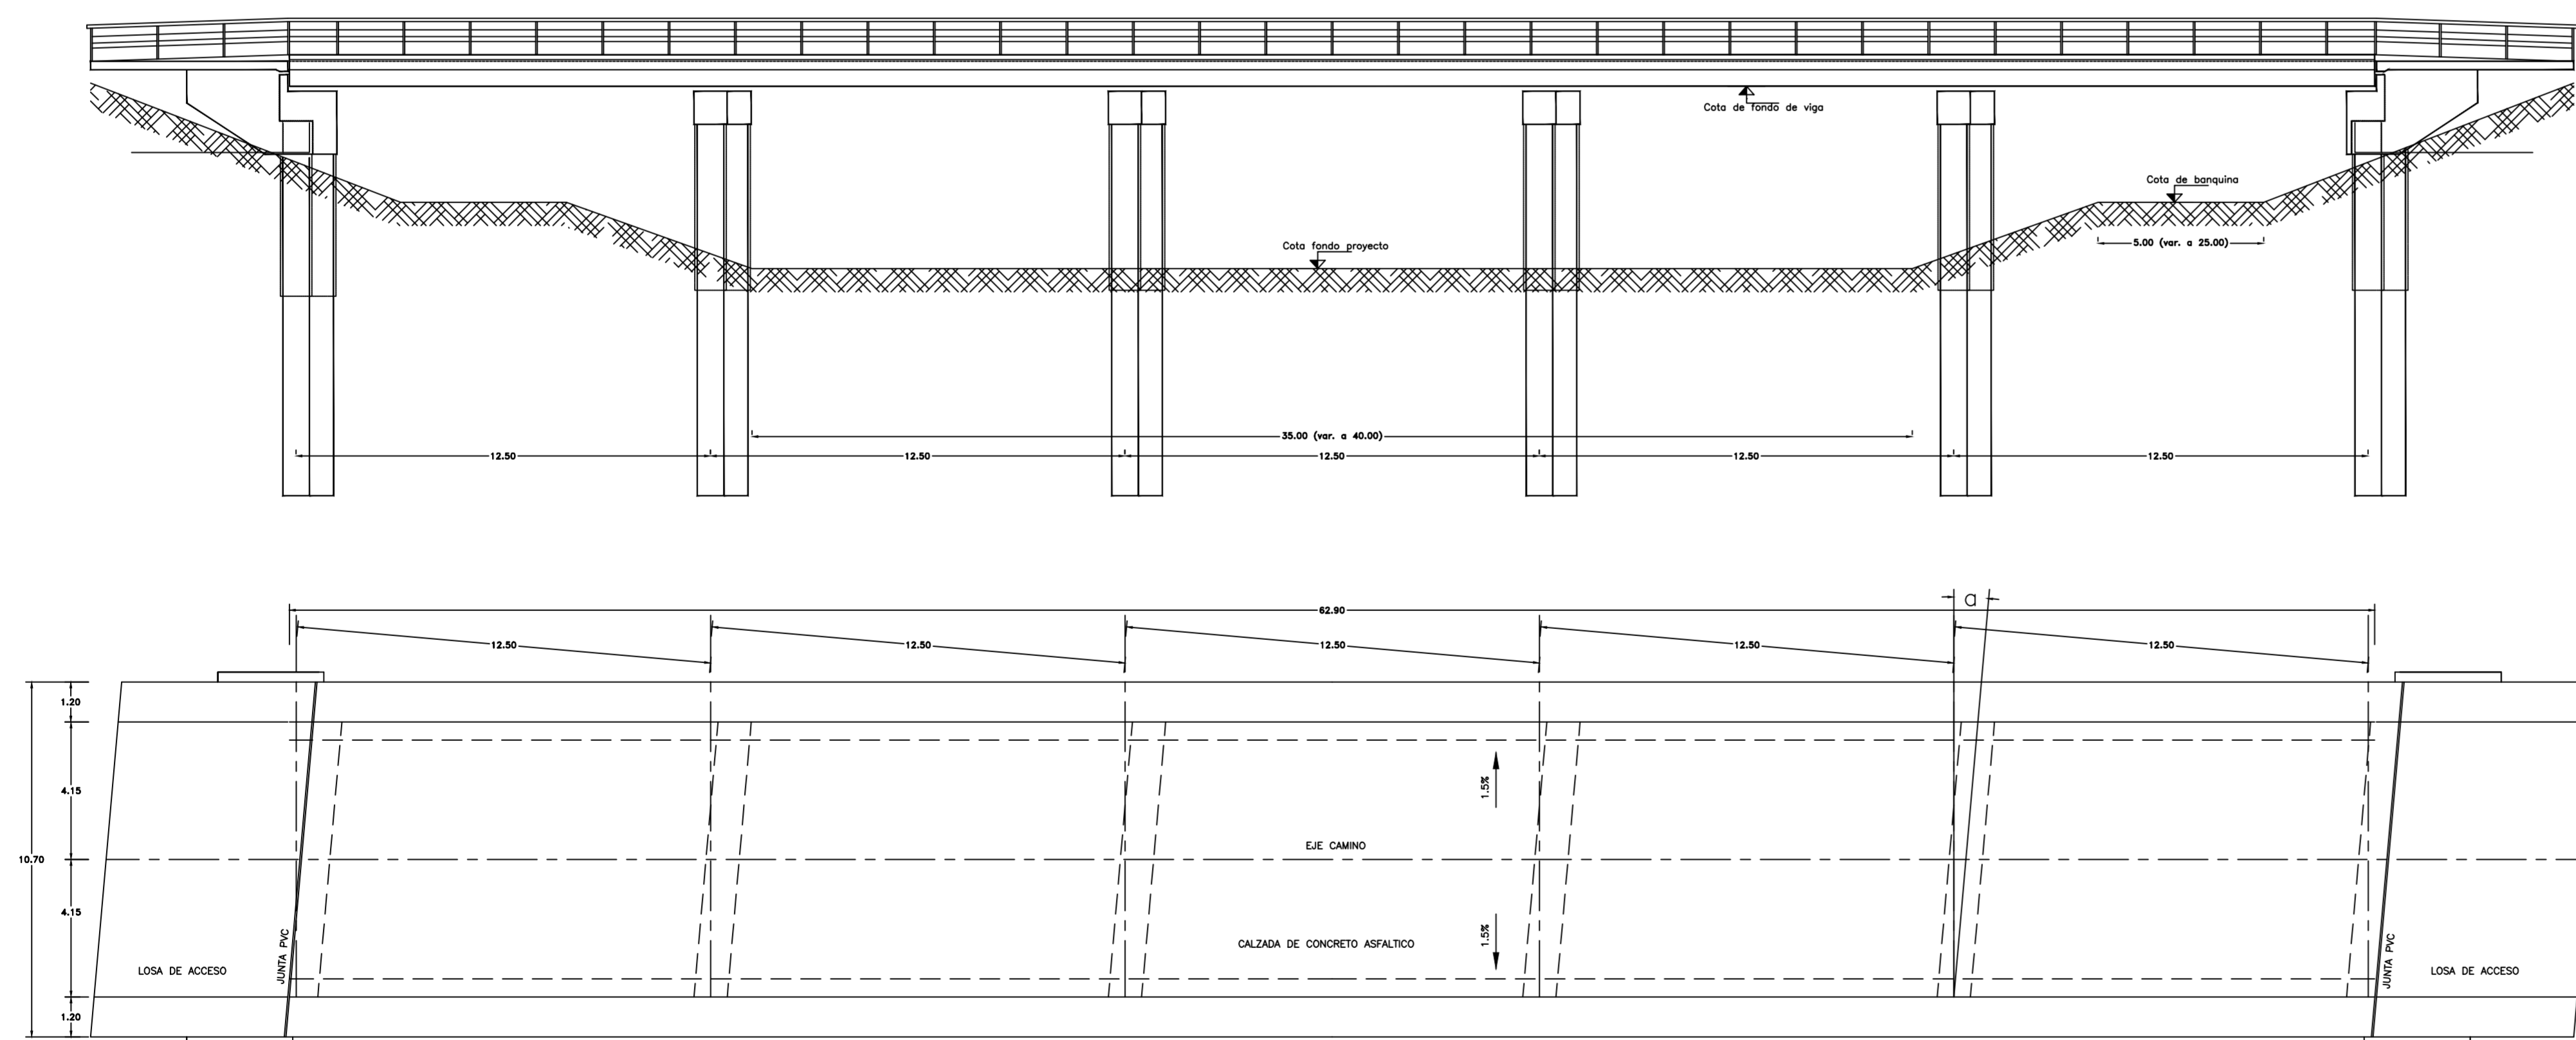 Cota de fondo de viga
Cota de banquina
Cota fondo proyecto
5.00 (var. a 25.00)
35.00 (var. a 40.00)
12.50
12.50
12.50
12.50
12.50
a
62.90
12.50
12.50
12.50
12.50
12.50
1.20
4.15
1.5%
EJE CAMINO
10.70
4.15
1.5%
JUNTA PVC
CALZADA DE CONCRETO ASFALTICO
JUNTA PVC
LOSA DE ACCESO
LOSA DE ACCESO
1.20